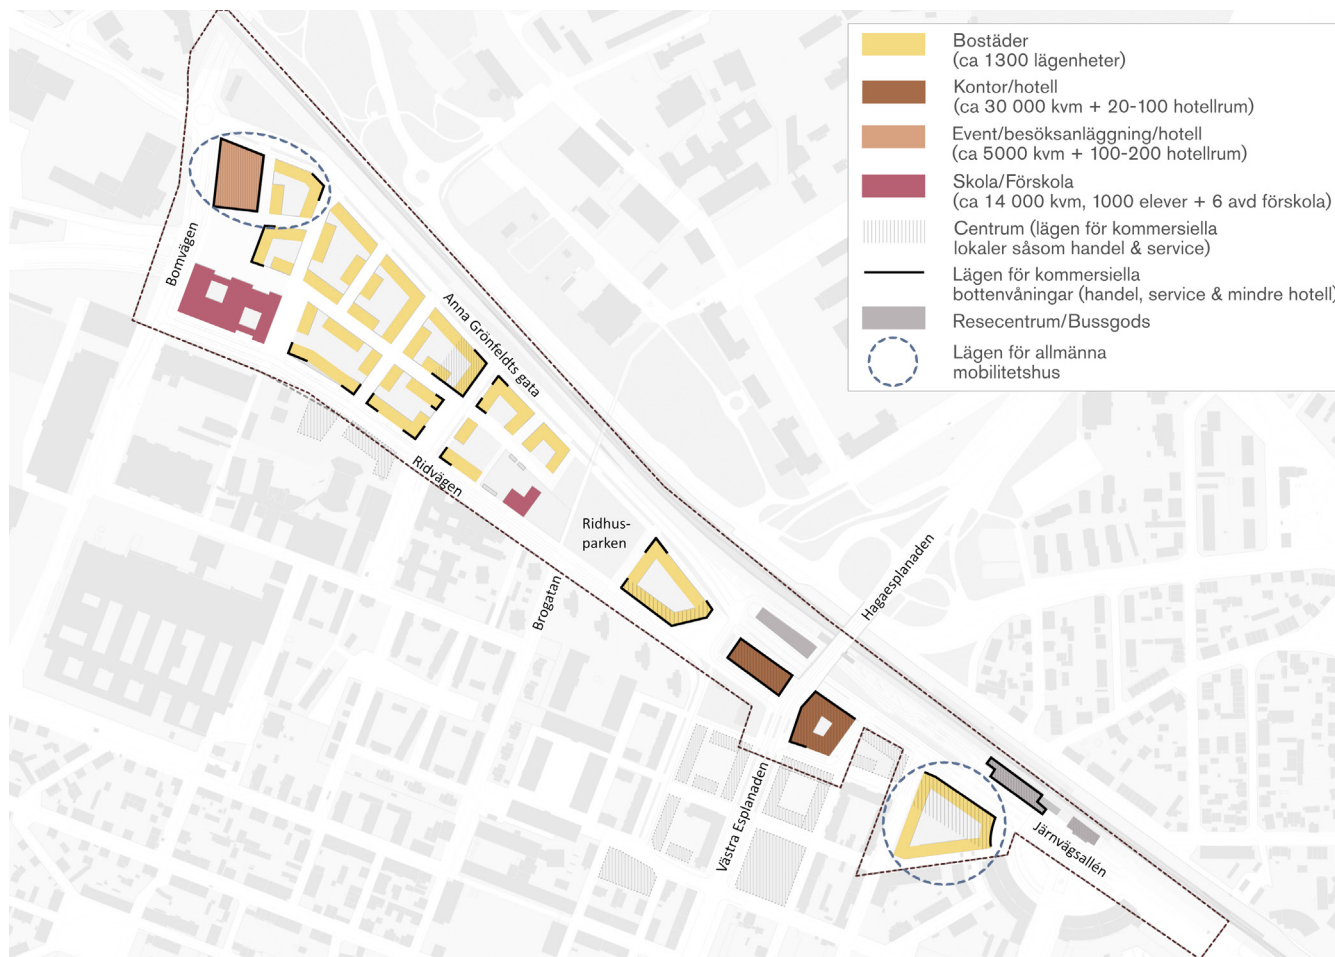 Bostäder
(ca 1300 lägenheter)
Kontor/hotell
(ca 30 000 kvm + 20-100 hotellrum)
Event/besöksanläggning/hotell
(ca 5000 kvm + 100-200 hotellrum)
Skola/Förskola
(ca 14 000 kvm, 1000 elever + 6 avd förskola)
Centrum (lägen för kommersiella
lokaler såsom handel & service)
Lägen för kommersiella
bottenvåningar (handel, service & mindre hotell)
Resecentrum/Bussgods
Lägen för allmänna
mobilitetshus
Bomvägen
Anna Grönfeldts gata
Ridvägen
Ridhus-
parken
Brogatan
Hagaesplanaden
Västra Esplanaden
Järnvägsallén